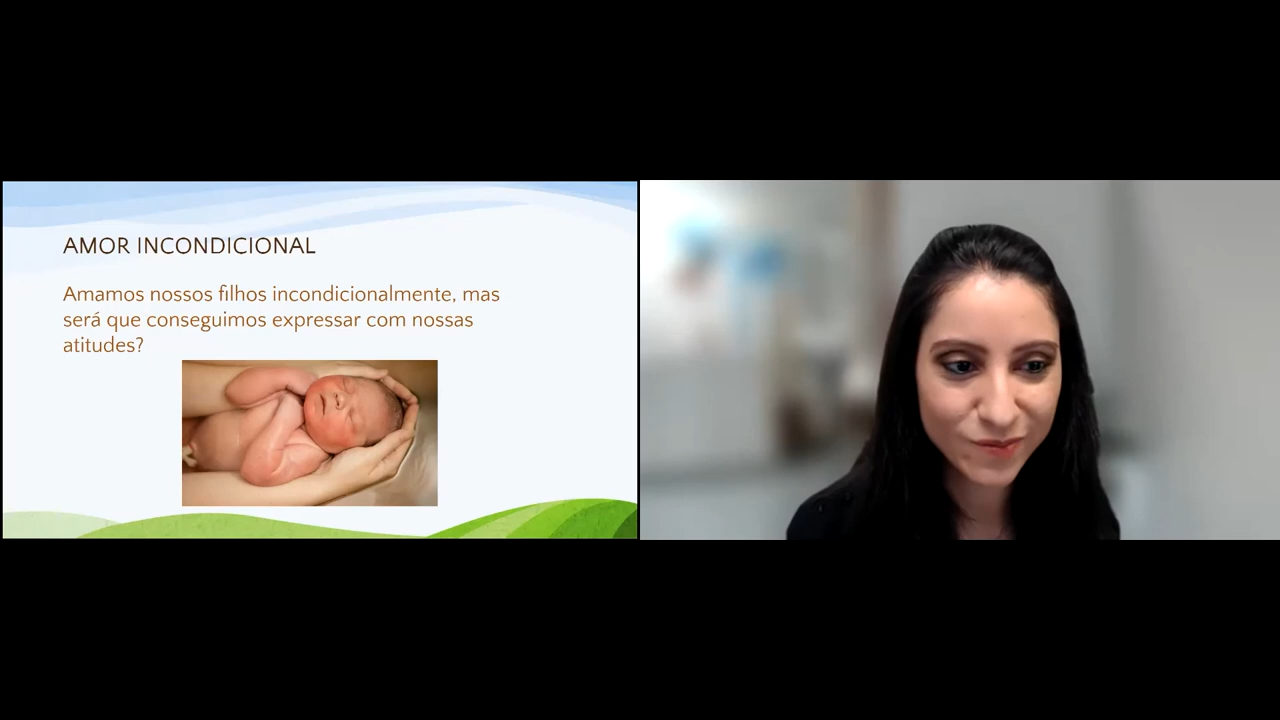 AMOR INCONDICIONAL
Amamos nossos filhos incondicionalmente, mas
será que conseguimos expressar com nossas
atitudes?